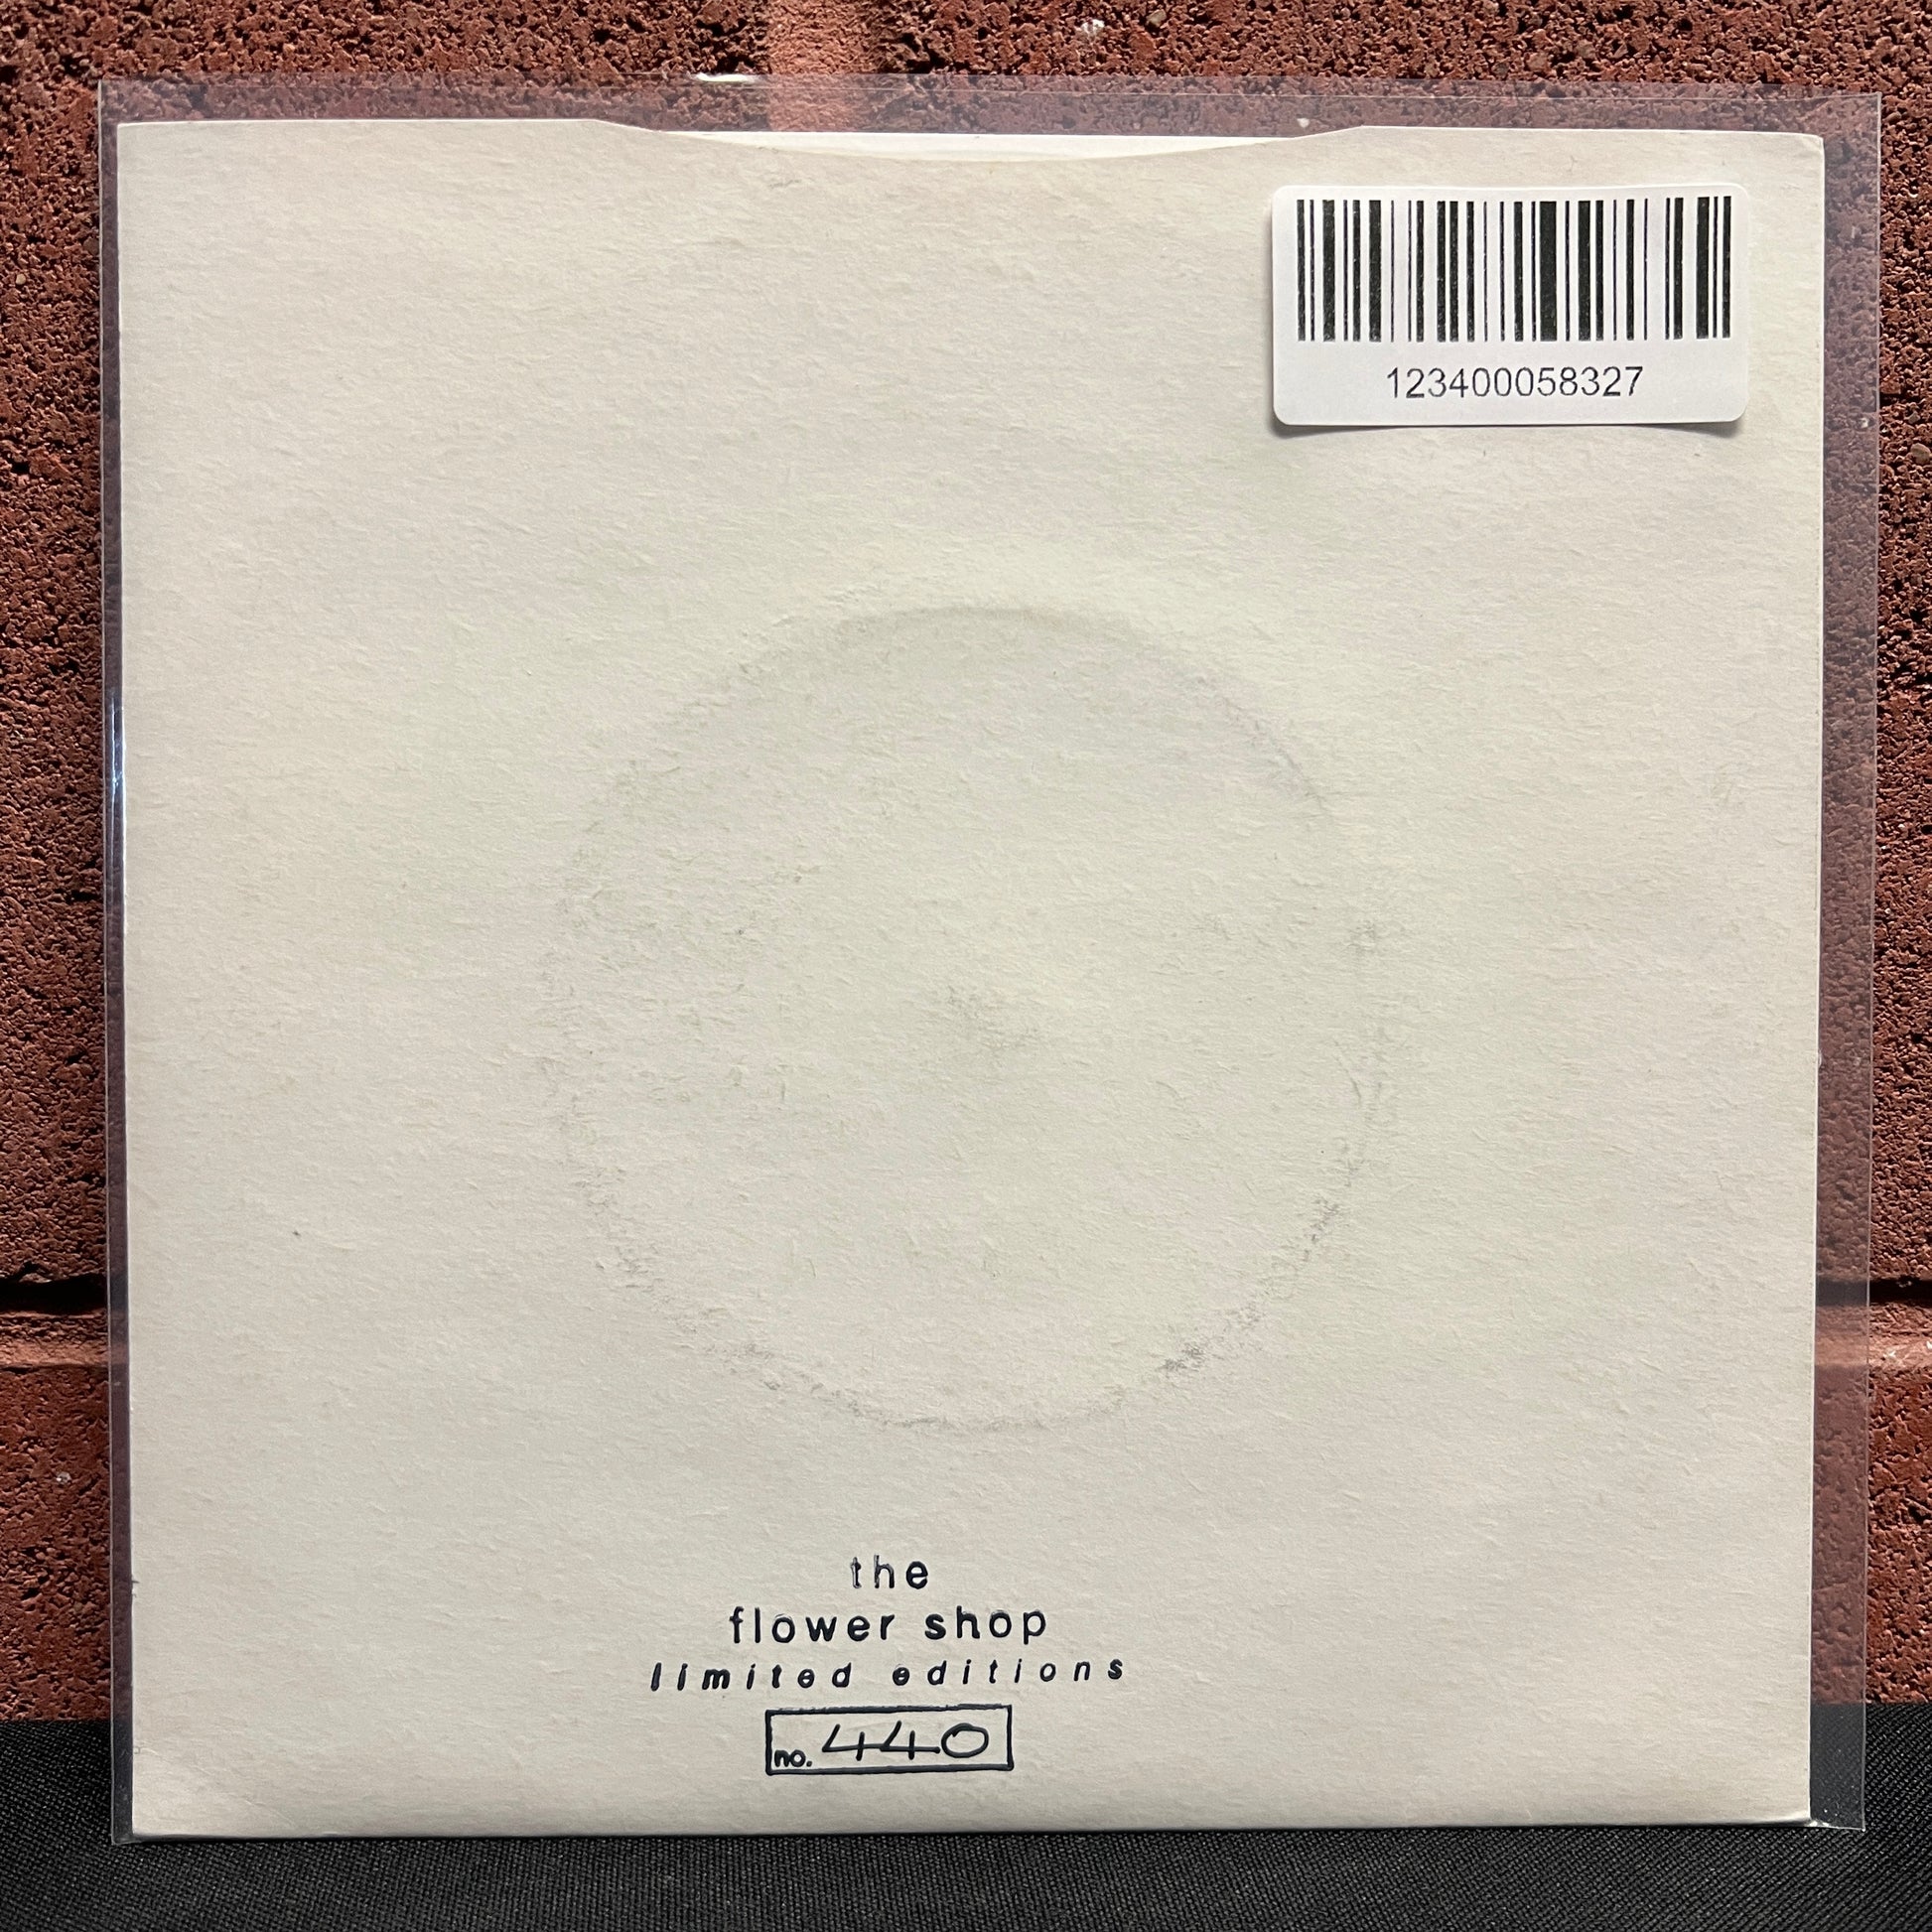 123400058327
the
flower shop
limited editions
no. 440